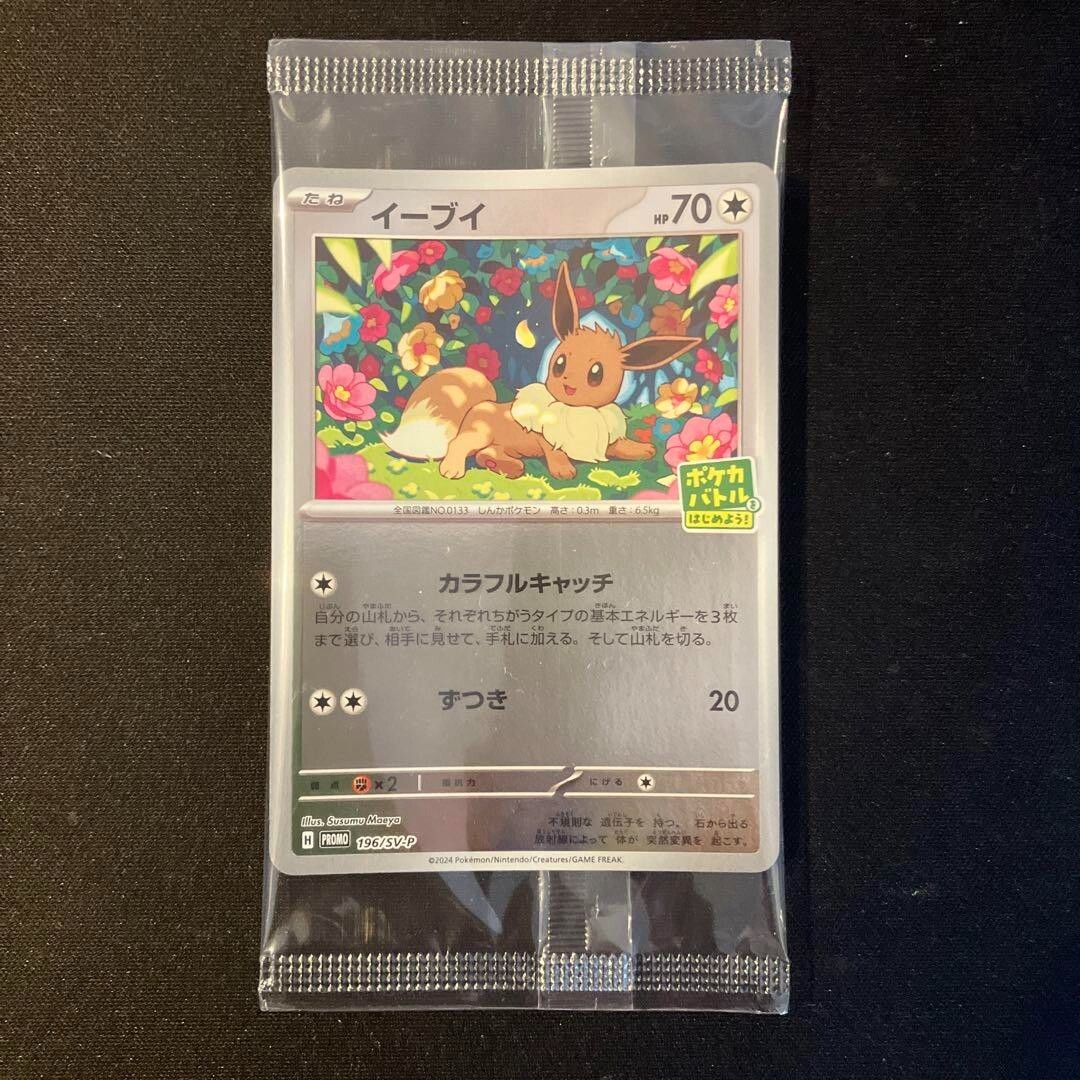 たね
イーブイ
HP 70
ポケカ
バトルを
はじめよう!
全国図鑑NO.0133 しんかポケモン 高さ:0.3m 重さ:6.5kg
カラフルキャッチ
自分の山札から、それぞれちがうタイプの基本エネルギーを3枚
まで選び、相手に見せて、手札に加える。そして山札を切る。
ずつき 20
弱点 ×2 抵抗力 にげる
Illus. Susumu Maeya
不規則な 遺伝子を 持つ。 石から出る
放射線によって 体が 突然変異を 起こす。
H PROMO 196/SV-P
©2024 Pokémon/Nintendo/Creatures/GAME FREAK.